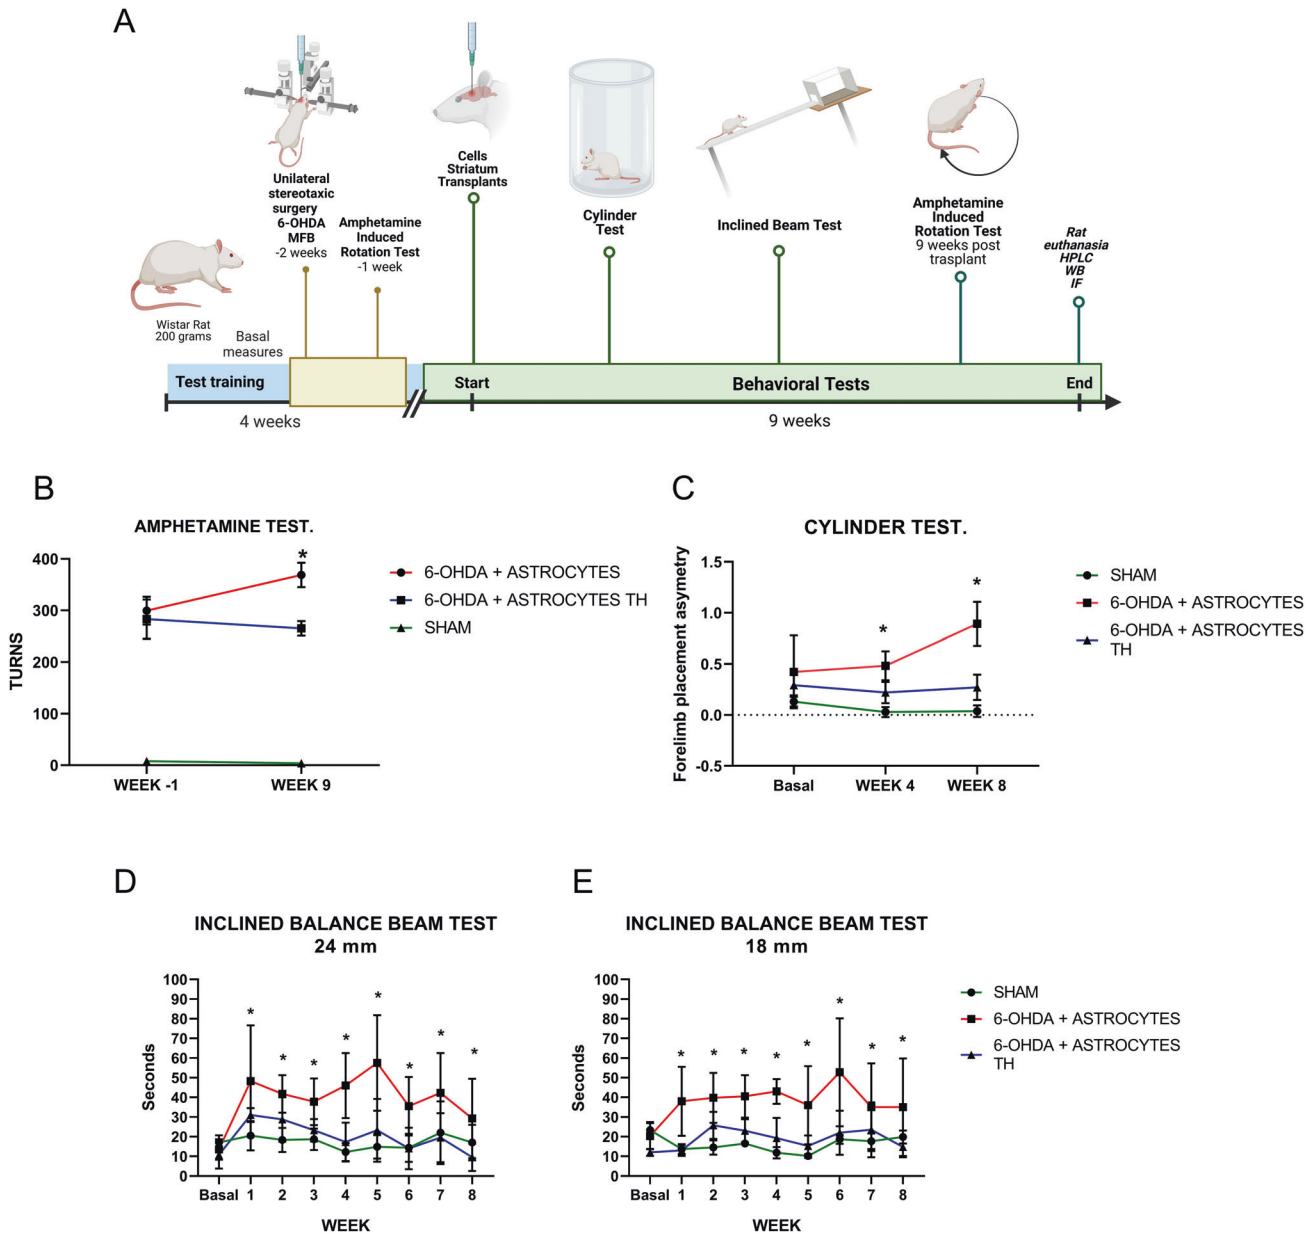 A
Unilateral
stereotaxic
surgery
6-OHDA
MFB
-2 weeks
Amphetamine
Induced
Rotation Test
-1 week
Cells
Striatum
Transplants
Cylinder
Test
Inclined Beam Test
Amphetamine
Induced
Rotation Test
9 weeks post
trasplant
Rat
euthanasia
HPLC
WB
IF
Wistar Rat
200 grams
Basal
measures
Test training
Start
Behavioral Tests
End
4 weeks
9 weeks
B
AMPHETAMINE TEST.
TURNS
400
300
200
100
0
*
WEEK -1
WEEK 9
6-OHDA + ASTROCYTES
6-OHDA + ASTROCYTES TH
SHAM
C
CYLINDER TEST.
Forelimb placement asymetry
1.5
1.0
0.5
0.0
-0.5
*
*
Basal
WEEK 4
WEEK 8
SHAM
6-OHDA + ASTROCYTES
6-OHDA + ASTROCYTES
TH
D
INCLINED BALANCE BEAM TEST
24 mm
Seconds
100
90
80
70
60
50
40
30
20
10
0
* * * * * * * *
Basal 1 2 3 4 5 6 7 8
WEEK
E
INCLINED BALANCE BEAM TEST
18 mm
Seconds
100
90
80
70
60
50
40
30
20
10
0
* * * * * * * *
Basal 1 2 3 4 5 6 7 8
WEEK
SHAM
6-OHDA + ASTROCYTES
6-OHDA + ASTROCYTES
TH